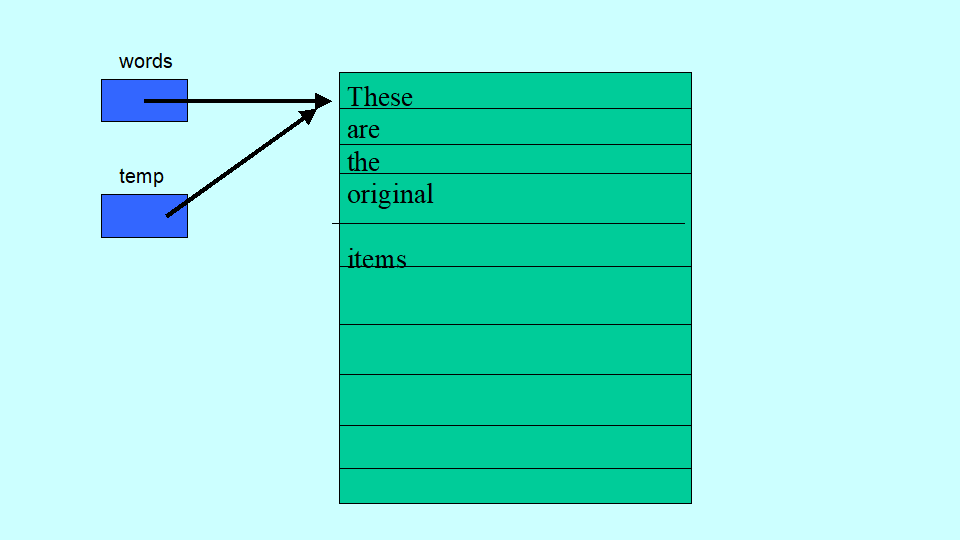 words
temp
These
are
the
original
items